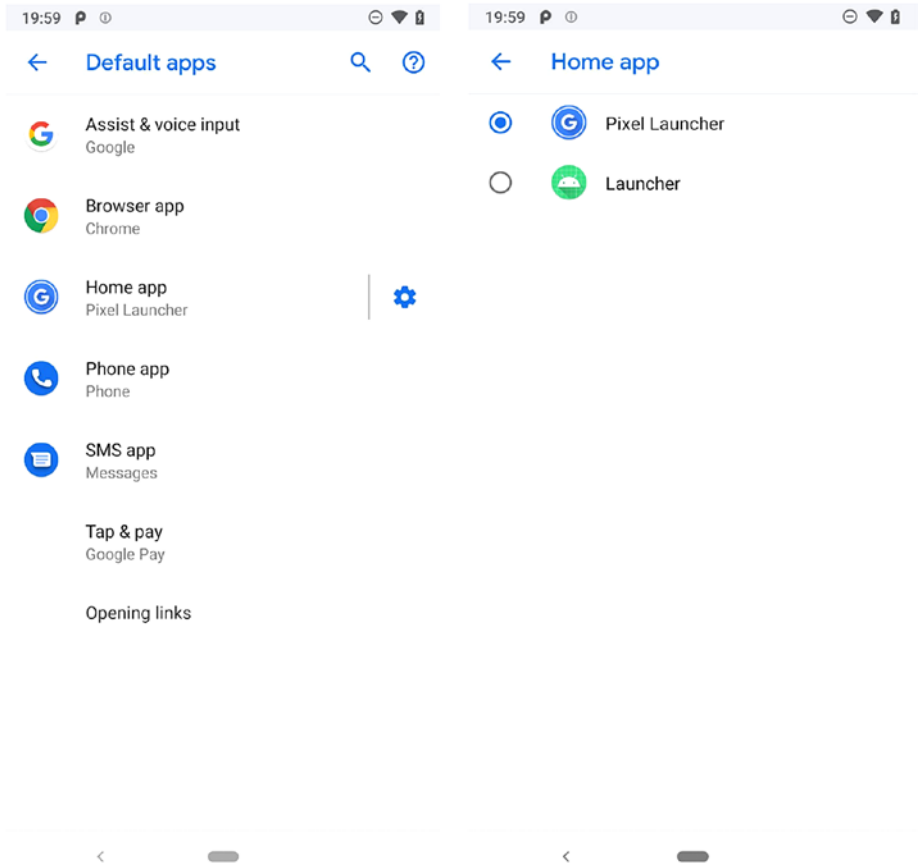 19:59
Default apps
Assist & voice input
Google
Browser app
Chrome
Home app
Pixel Launcher
Phone app
Phone
SMS app
Messages
Tap & pay
Google Pay
Opening links
19:59
Home app
Pixel Launcher
Launcher